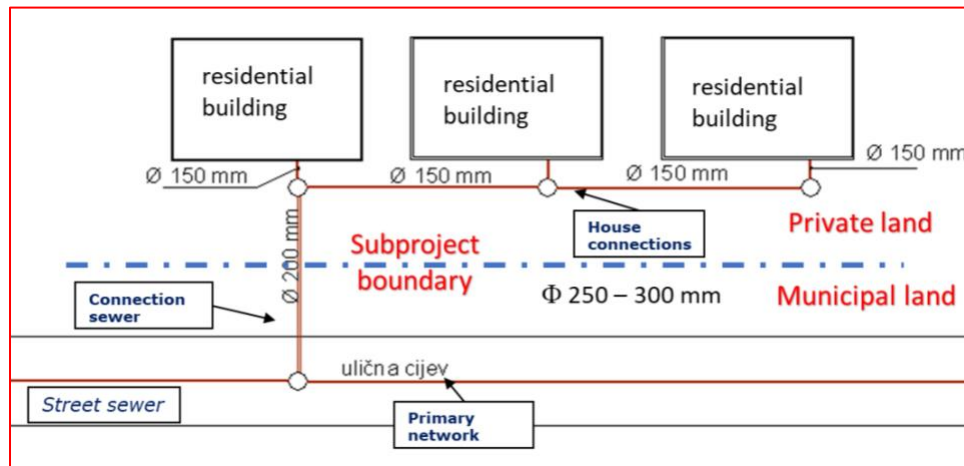 residential
building
residential
building
residential
building
Ø 150 mm
Ø 150 mm
Ø 150 mm
Ø 150 mm
House
connections
Private land
Ø 200 mm
Subproject
boundary
Φ 250 – 300 mm
Municipal land
Connection
sewer
ulična cijev
Street sewer
Primary
network